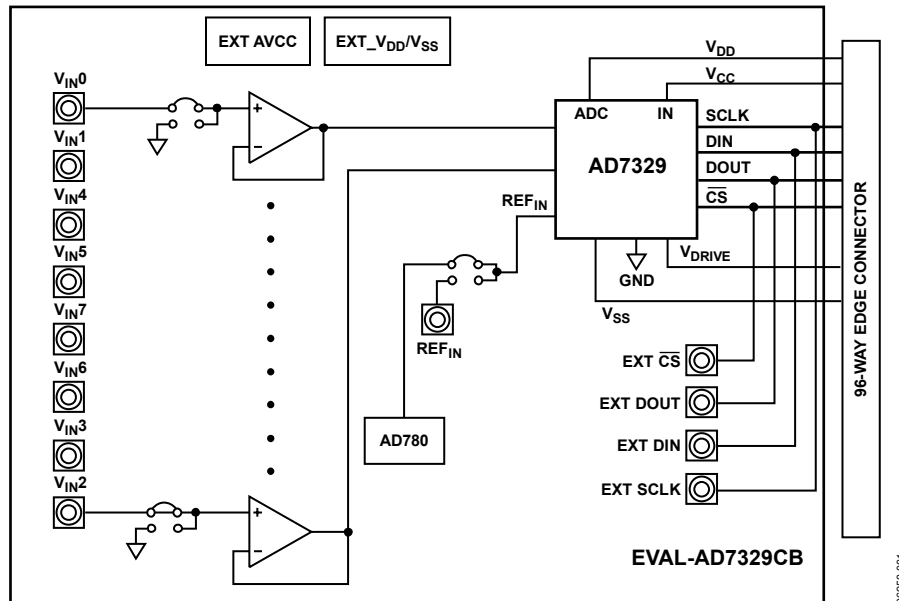 EXT AVCC
EXT_VDD/VSS
VIN0
VIN1
VIN4
VIN5
VIN7
VIN6
VIN3
VIN2
+
−
+
−
ADC
IN
AD7329
VDD
VCC
SCLK
DIN
DOUT
C̅S̅
REFIN
VDRIVE
GND
VSS
REFIN
AD780
EXT C̅S̅
EXT DOUT
EXT DIN
EXT SCLK
EVAL-AD7329CB
96-WAY EDGE CONNECTOR